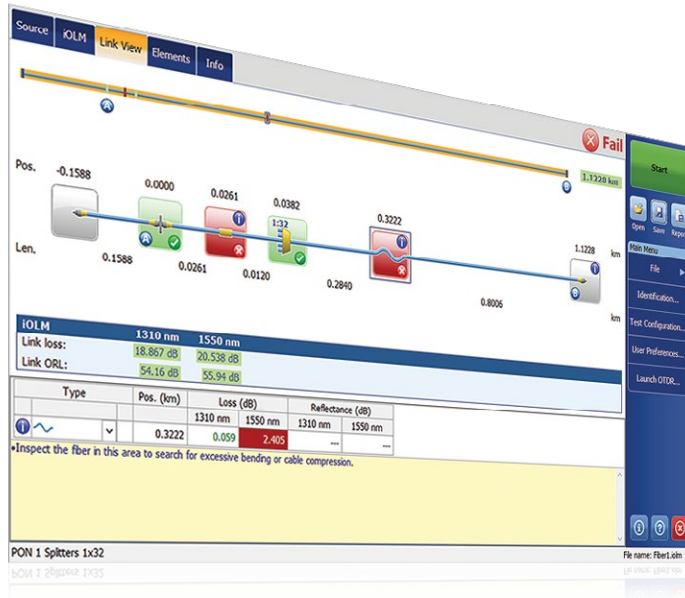 Source iOLM Link View Elements Info
Fail
A B 1.1228 km
Start
Open Save Report
Main Menu
File
Identification...
Test Configuration...
User Preferences...
Launch OTDR...
Pos. -0.1588 0.0000 0.0261 0.0382 0.3222 1.1228 km
1:32
A B
Len. 0.1588 0.0261 0.0120 0.2840 0.8006 km
iOLM 1310 nm 1550 nm
Link loss: 18.867 dB 20.538 dB
Link ORL: 54.16 dB 55.94 dB
Type Pos. (km) Loss (dB) Reflectance (dB)
1310 nm 1550 nm 1310 nm 1550 nm
0.3222 0.059 2.405 --- ---
•Inspect the fiber in this area to search for excessive bending or cable compression.
PON 1 Splitters 1x32 File name: Fiber1.iolm